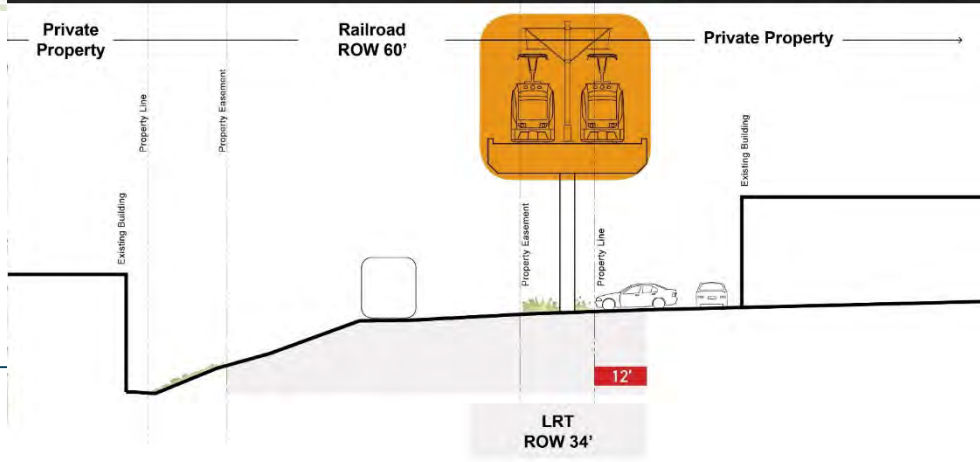 Private
Property
Railroad
ROW 60'
Private Property
Property Line
Property Easement
Existing Building
Property Easement
Property Line
Existing Building
12'
LRT
ROW 34'